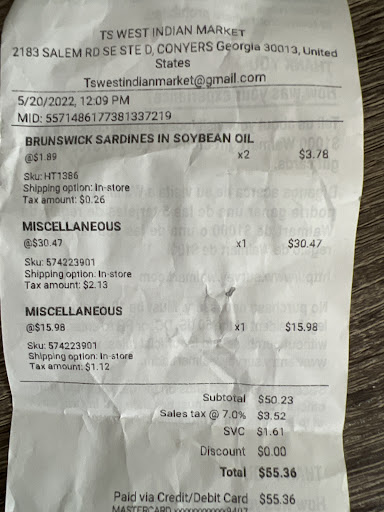 TS WEST INDIAN MARKET
2183 SALEM RD SE STE D, CONYERS Georgia 30013, United
States
Tswestindianmarket@gmail.com
5/20/2022, 12:09 PM
MID: 5571486177381337219
BRUNSWICK SARDINES IN SOYBEAN OIL
@$1.89 x2 $3.78
Sku: HT1386
Shipping option: In-store
Tax amount: $0.26
MISCELLANEOUS
@$30.47 x1 $30.47
Sku: 574223901
Shipping option: In-store
Tax amount: $2.13
MISCELLANEOUS
@$15.98 x1 $15.98
Sku: 574223901
Shipping option: In-store
Tax amount: $1.12
Subtotal $50.23
Sales tax @ 7.0% $3.52
SVC $1.61
Discount $0.00
Total $55.36
Paid via Credit/Debit Card $55.36
MASTERCARD